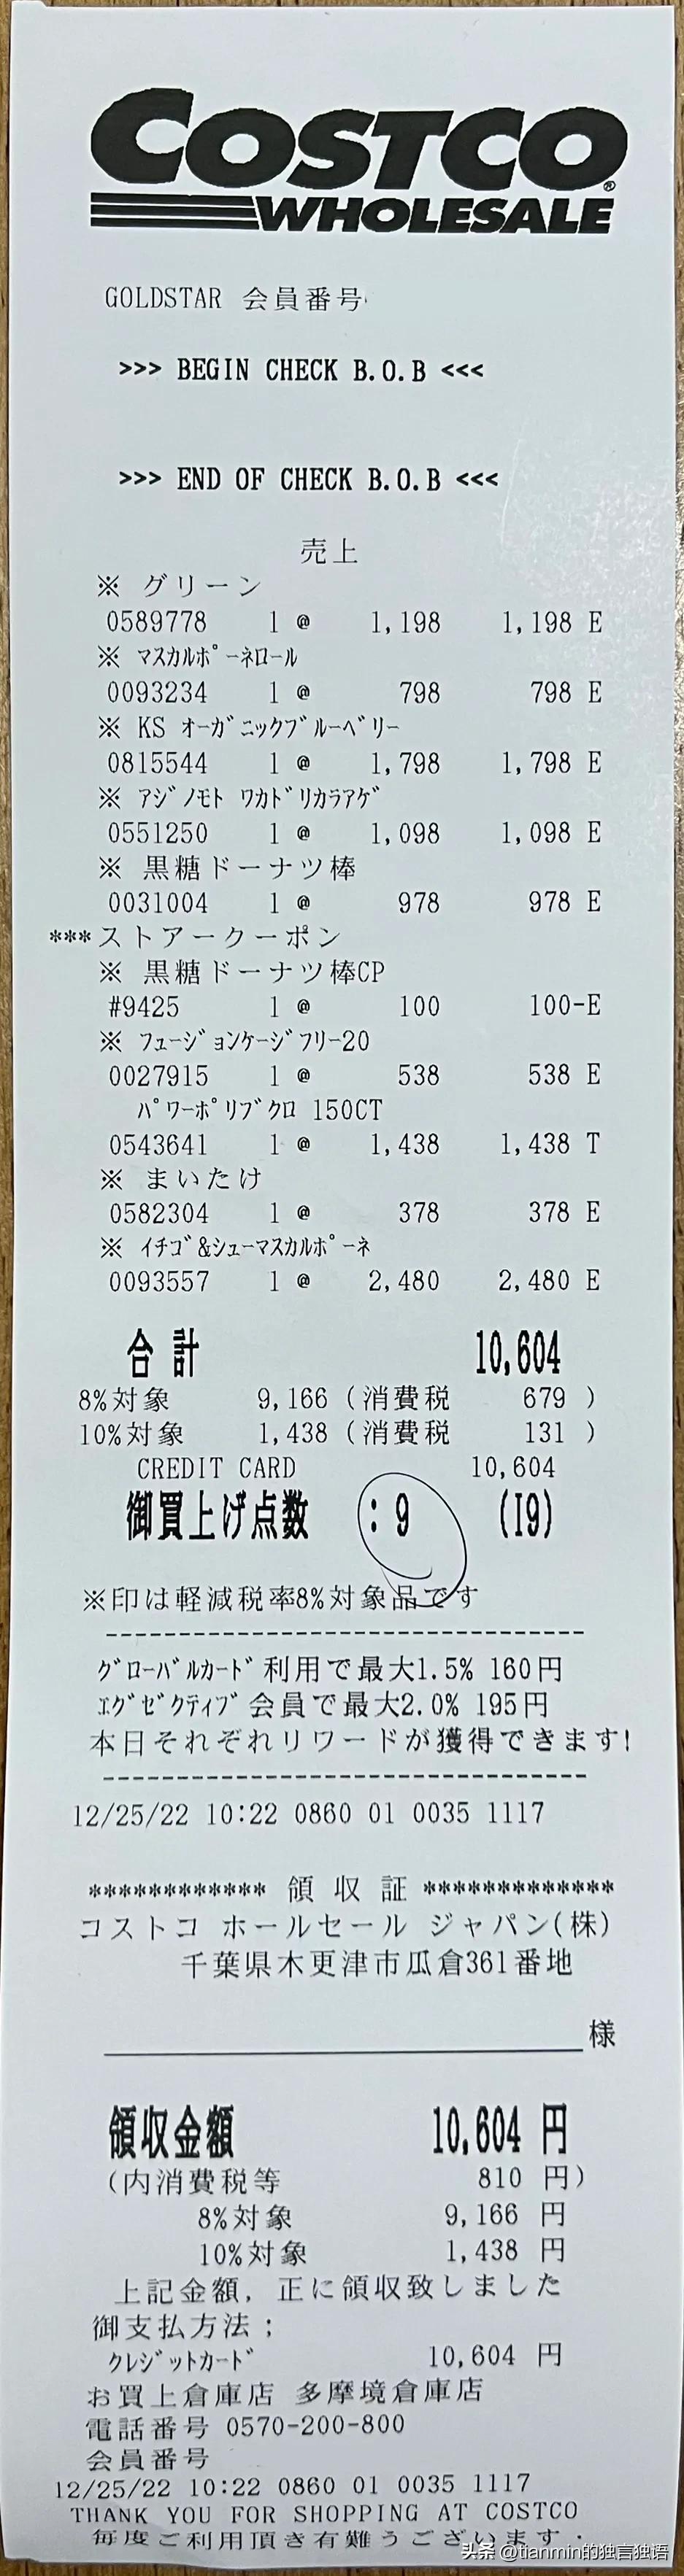 COSTCO
WHOLESALE
GOLDSTAR 会員番号
>>> BEGIN CHECK B.O.B <<<
>>> END OF CHECK B.O.B <<<
売上
※ グリーン
0589778 1 @ 1,198 1,198 E
※ マスカルポーネロール
0093234 1 @ 798 798 E
※ KS オーガニックブルーベリー
0815544 1 @ 1,798 1,798 E
※ アジノモト ワカドリカラアゲ
0551250 1 @ 1,098 1,098 E
※ 黒糖ドーナツ棒
0031004 1 @ 978 978 E
***ストアークーポン
※ 黒糖ドーナツ棒CP
#9425 1 @ 100 100-E
※ フュージョンケージフリー20
0027915 1 @ 538 538 E
パワーポリブクロ 150CT
0543641 1 @ 1,438 1,438 T
※ まいたけ
0582304 1 @ 378 378 E
※ イチゴ&シューマスカルポーネ
0093557 1 @ 2,480 2,480 E
合 計 10,604
8%対象 9,166 (消費税 679 )
10%対象 1,438 (消費税 131 )
CREDIT CARD 10,604
御買上げ点数 :9 (I9)
※印は軽減税率8%対象品です
--------------------------------
グローバルカード利用で最大1.5% 160円
エグゼクティブ会員で最大2.0% 195円
本日それぞれリワードが獲得できます!
--------------------------------
12/25/22 10:22 0860 01 0035 1117
************ 領 収 証 *************
コストコ ホールセール ジャパン(株)
千葉県木更津市瓜倉361番地
様
領収金額 10,604 円
(内消費税等 810 円)
8%対象 9,166 円
10%対象 1,438 円
上記金額, 正に領収致しました
御支払方法;
クレジットカード 10,604 円
お買上倉庫店 多摩境倉庫店
電話番号 0570-200-800
会員番号
12/25/22 10:22 0860 01 0035 1117
THANK YOU FOR SHOPPING AT COSTCO
毎度ご利用頂き有難うございます.
头条 @tianmin的独言独语